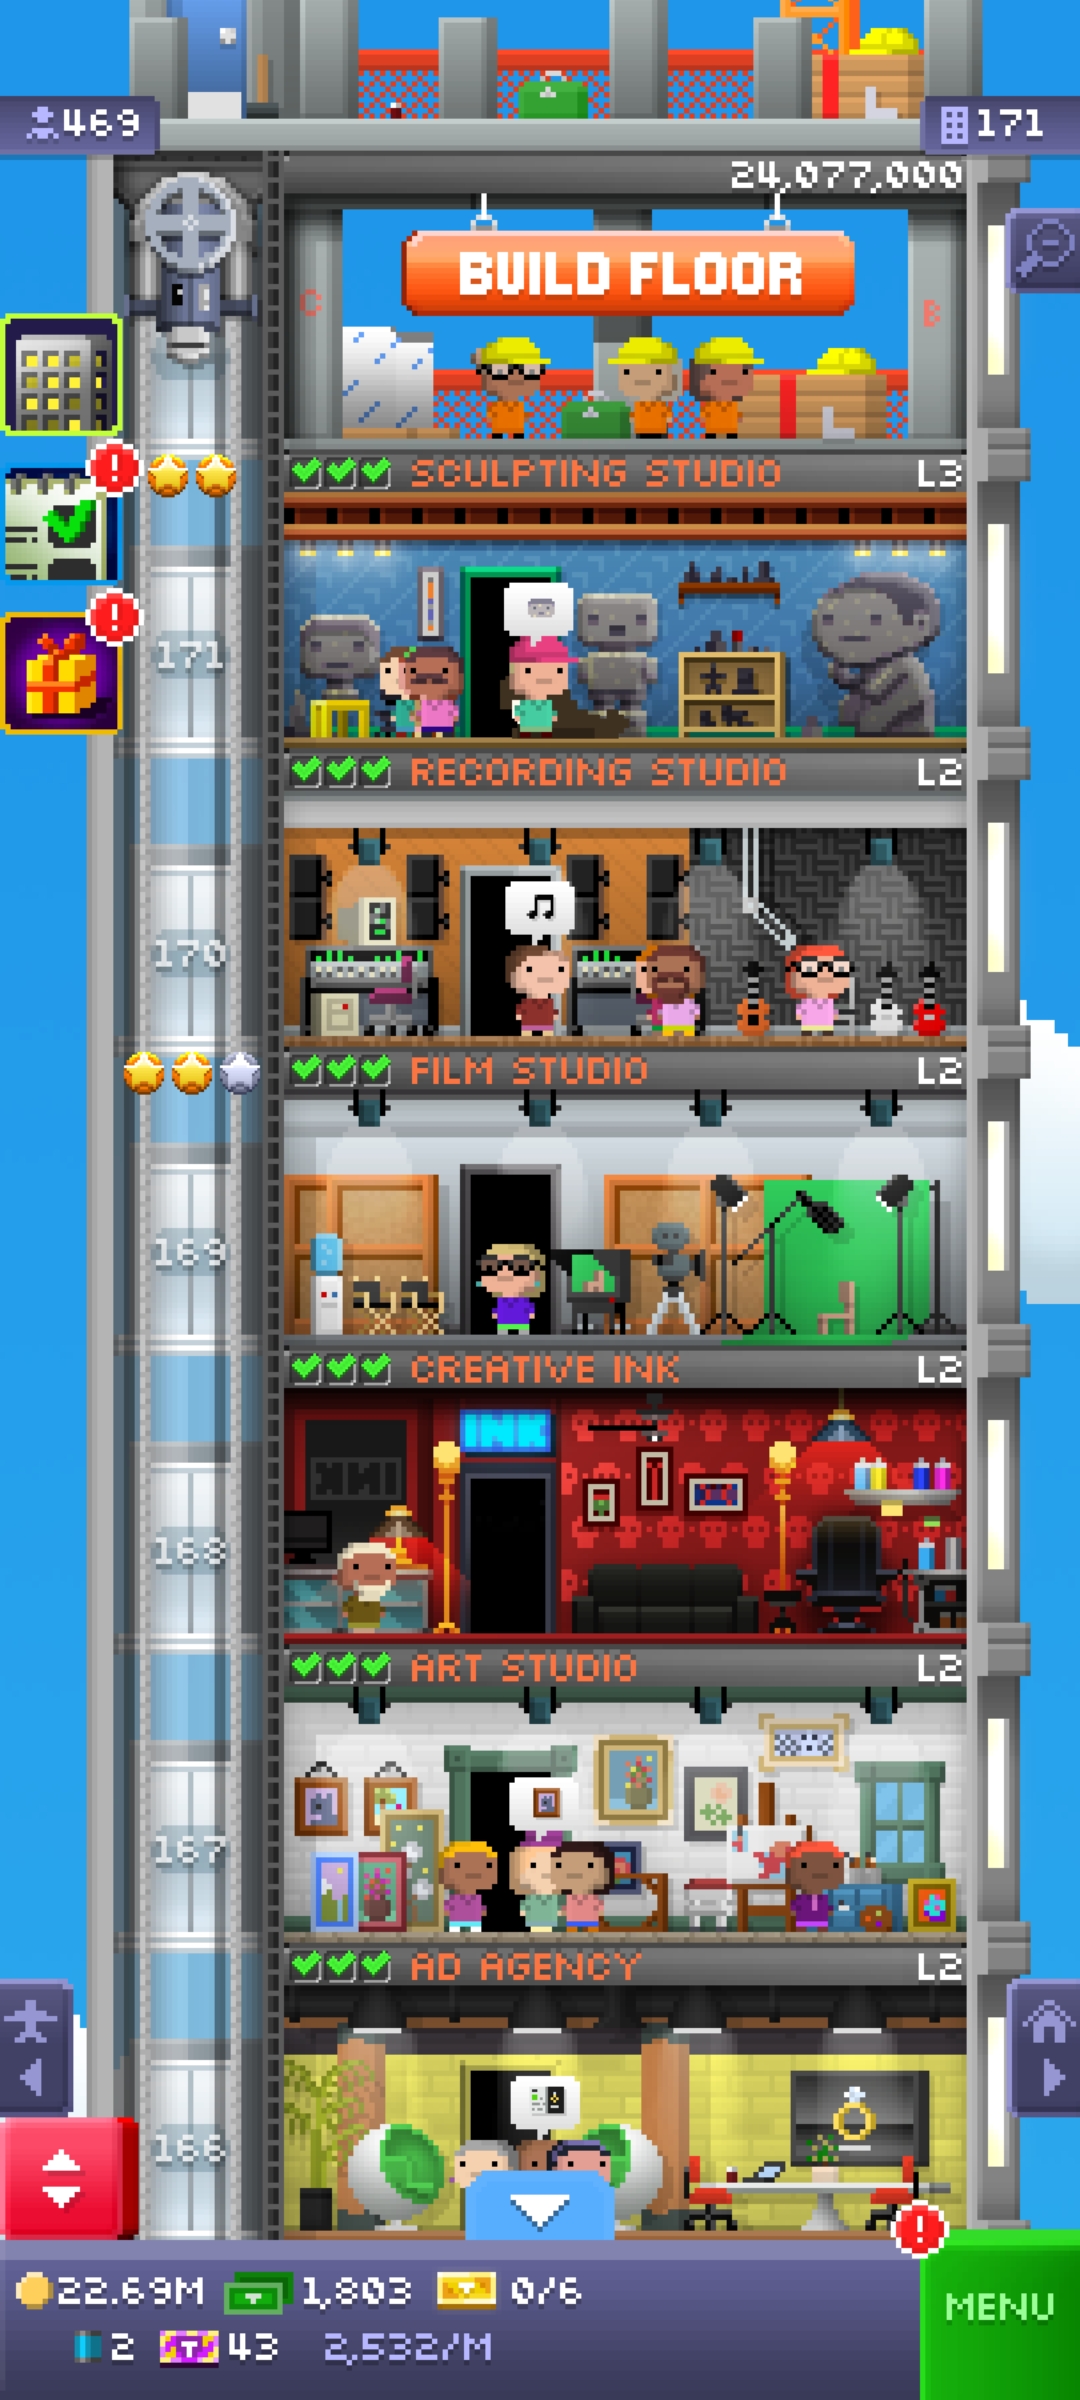 469
171
24,077,000
BUILD FLOOR
C
B
SCULPTING STUDIO L3
171
RECORDING STUDIO L2
170
FILM STUDIO L2
169
CREATIVE INK L2
INK
INK
168
ART STUDIO L2
167
AD AGENCY L2
166
22.69M 1,803 0/6
MENU
2 T 43 2,532/M